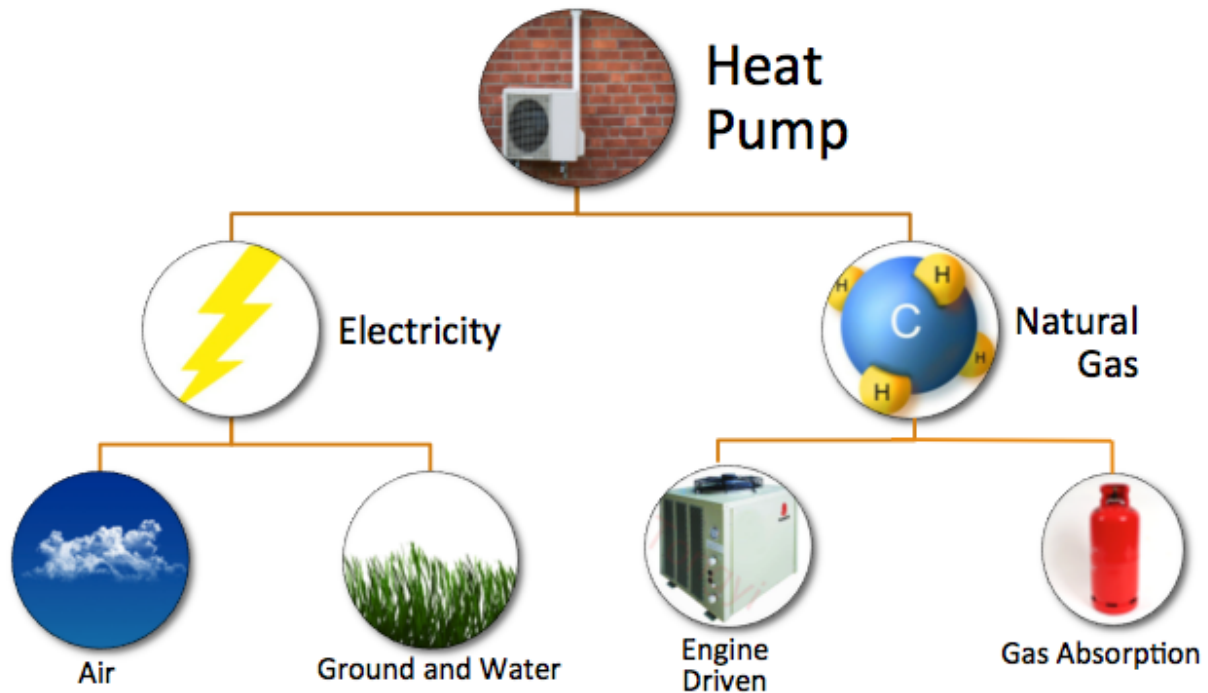 Heat
Pump
Electricity
H
H
C
H
H
Natural
Gas
Air
Ground and Water
Engine
Driven
Gas Absorption